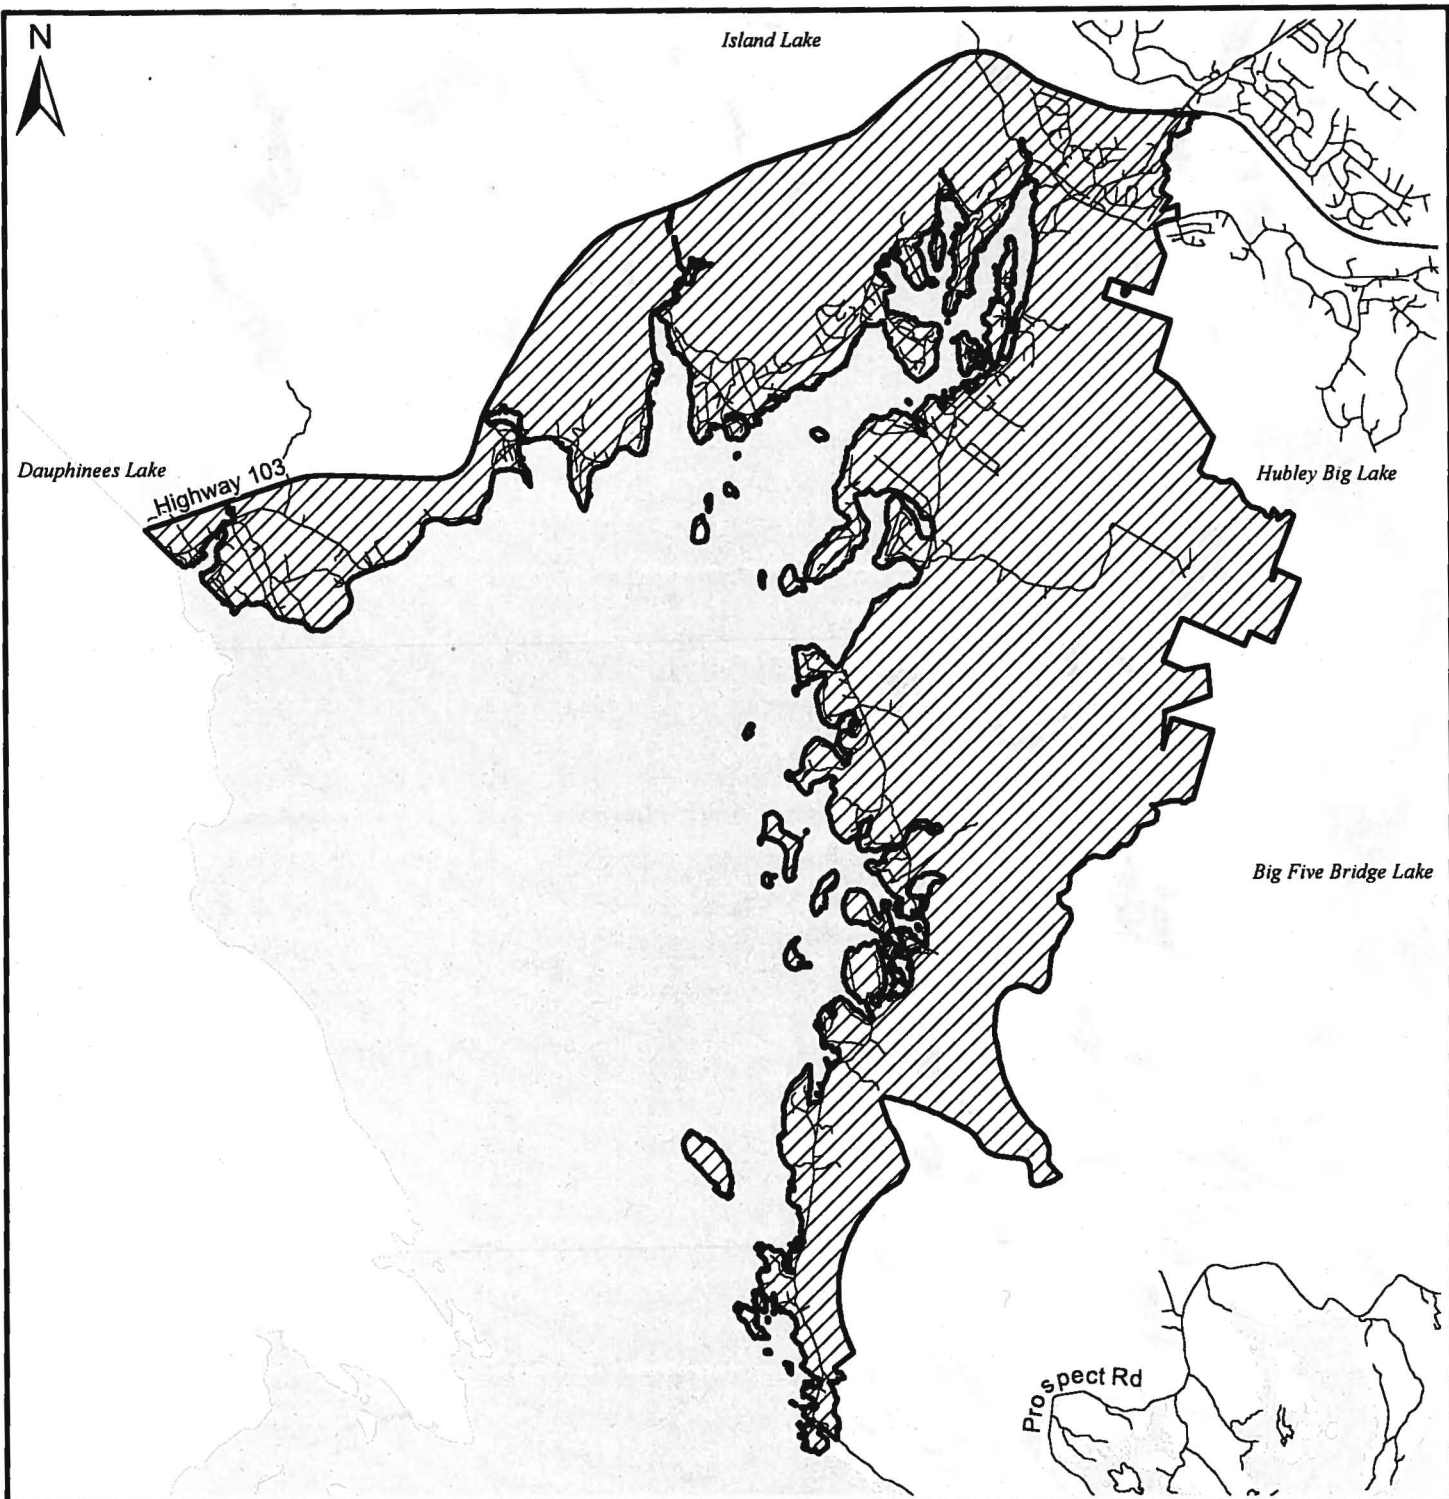 N
Island Lake
Dauphinees Lake
Highway 103
Hubley Big Lake
Big Five Bridge Lake
Prospect Rd